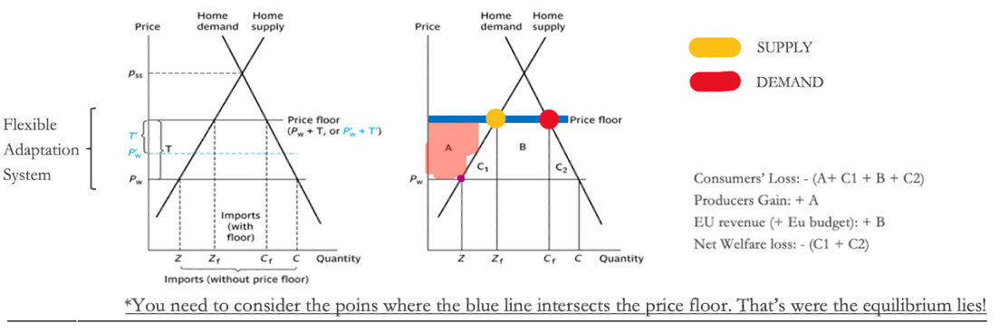 Home demand
Home supply
Price
Pss
Flexible
Adaptation
System
T'
P'w
T
Pw
Price floor
(Pw + T, or P'w + T')
Imports
(with
floor)
Z
Zf
Cf
C
Quantity
Imports (without price floor)
Home demand
Home supply
Price
Price floor
A
B
C1
C2
Pw
Z
Zf
Cf
C
Quantity
SUPPLY
DEMAND
Consumers' Loss: - (A+ C1 + B + C2)
Producers Gain: + A
EU revenue (+ Eu budget): + B
Net Welfare loss: - (C1 + C2)
*You need to consider the poins where the blue line intersects the price floor. That's were the equilibrium lies!